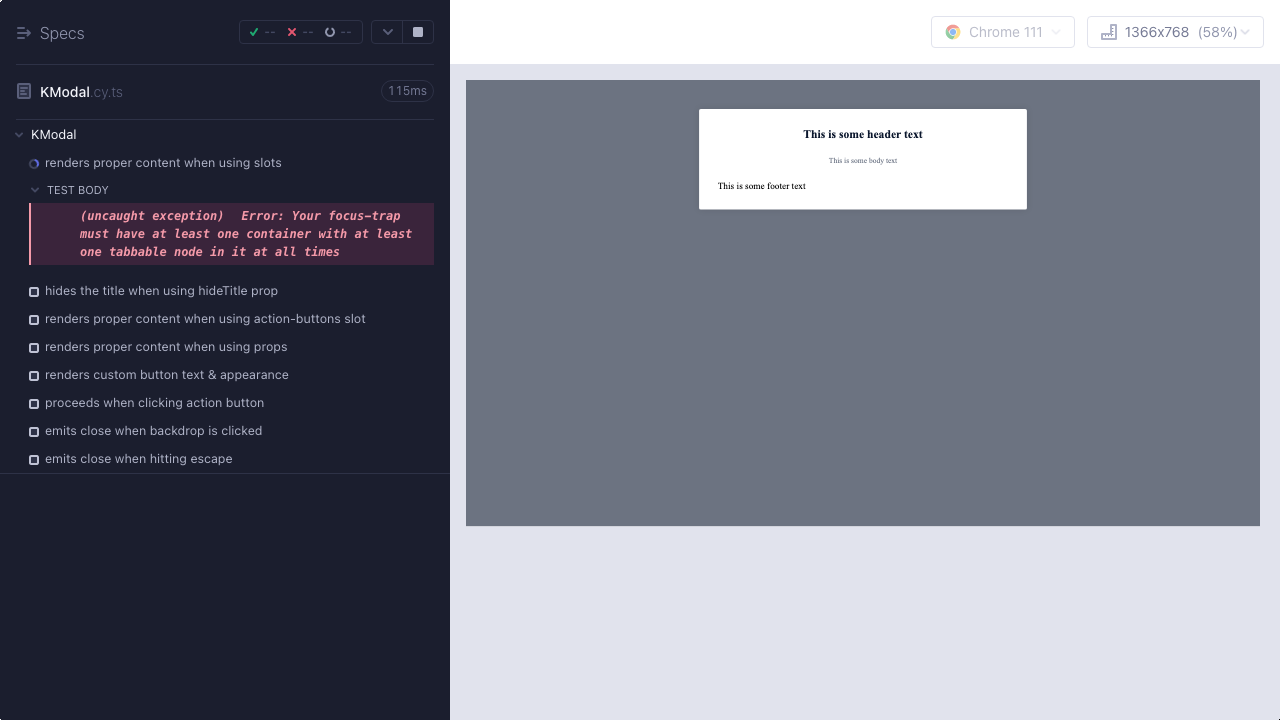 Specs
-- -- --
Chrome 111
1366x768 (58%)
KModal.cy.ts
115ms
KModal
renders proper content when using slots
TEST BODY
(uncaught exception) Error: Your focus-trap
must have at least one container with at least
one tabbable node in it at all times
hides the title when using hideTitle prop
renders proper content when using action-buttons slot
renders proper content when using props
renders custom button text & appearance
proceeds when clicking action button
emits close when backdrop is clicked
emits close when hitting escape
This is some header text
This is some body text
This is some footer text